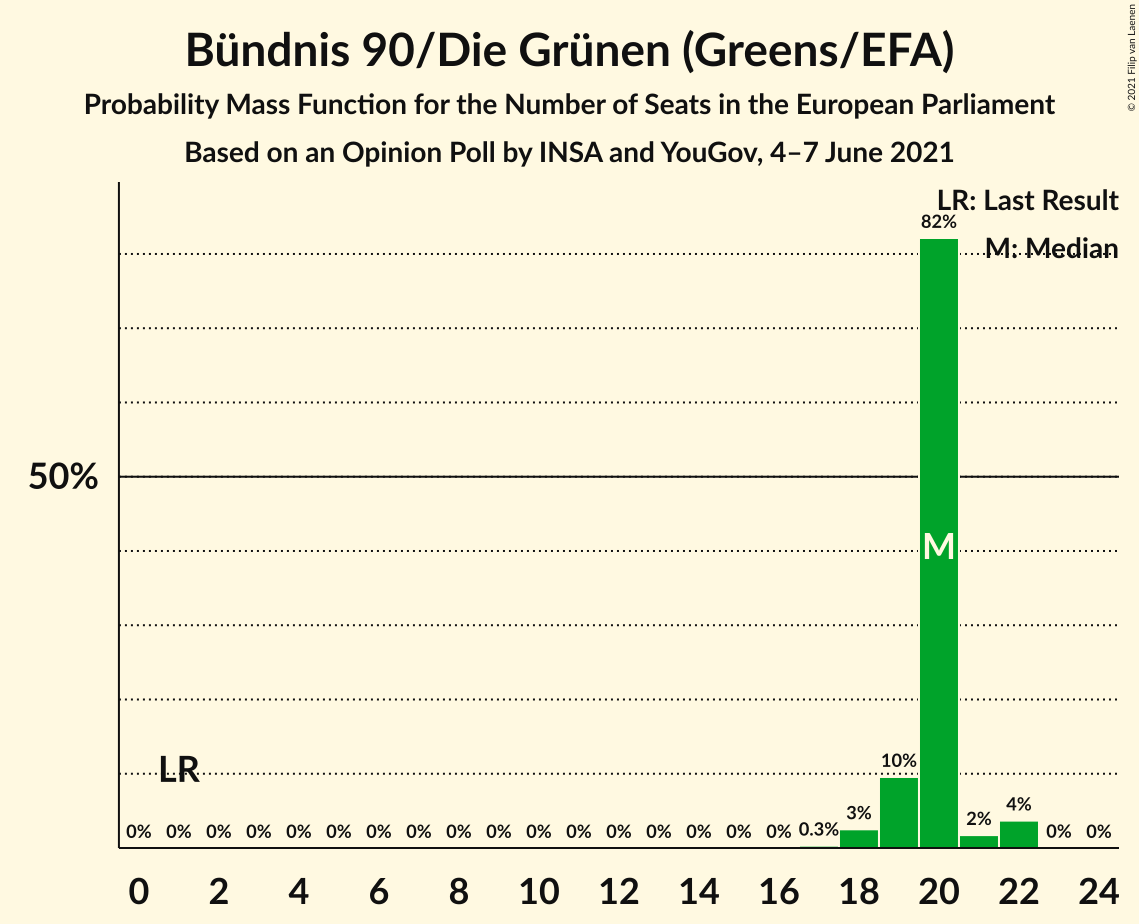 Bündnis 90/Die Grünen (Greens/EFA)
Probability Mass Function for the Number of Seats in the European Parliament
Based on an Opinion Poll by INSA and YouGov, 4–7 June 2021
© 2021 Filip van Laenen
LR: Last Result
82%
M: Median
50%
M
LR
10%
0% 0% 0% 0% 0% 0% 0% 0% 0% 0% 0% 0% 0% 0% 0% 0% 0% 0.3% 3% 2% 4% 0% 0%
0 2 4 6 8 10 12 14 16 18 20 22 24